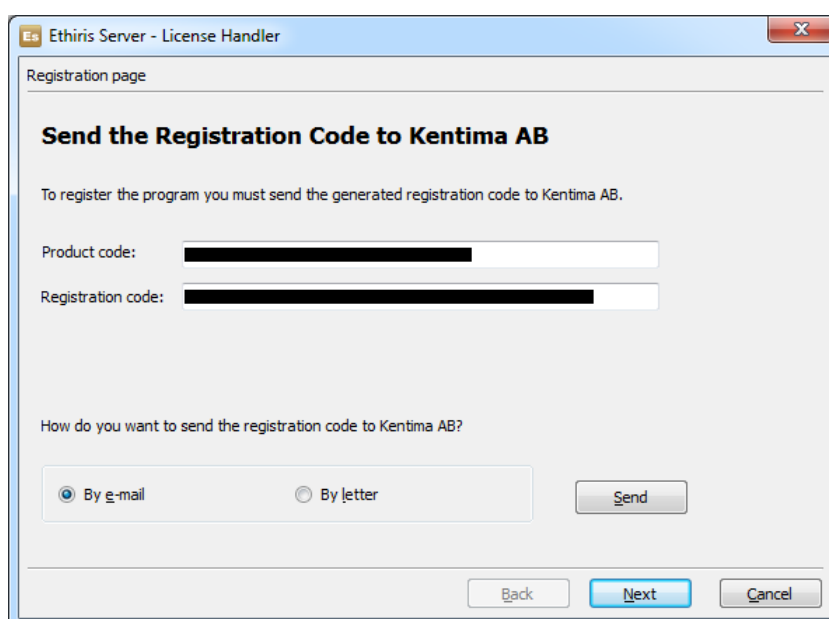 Es Ethiris Server - License Handler
Registration page
Send the Registration Code to Kentima AB
To register the program you must send the generated registration code to Kentima AB.
Product code:
Registration code:
How do you want to send the registration code to Kentima AB?
By e-mail By letter Send
Back Next Cancel